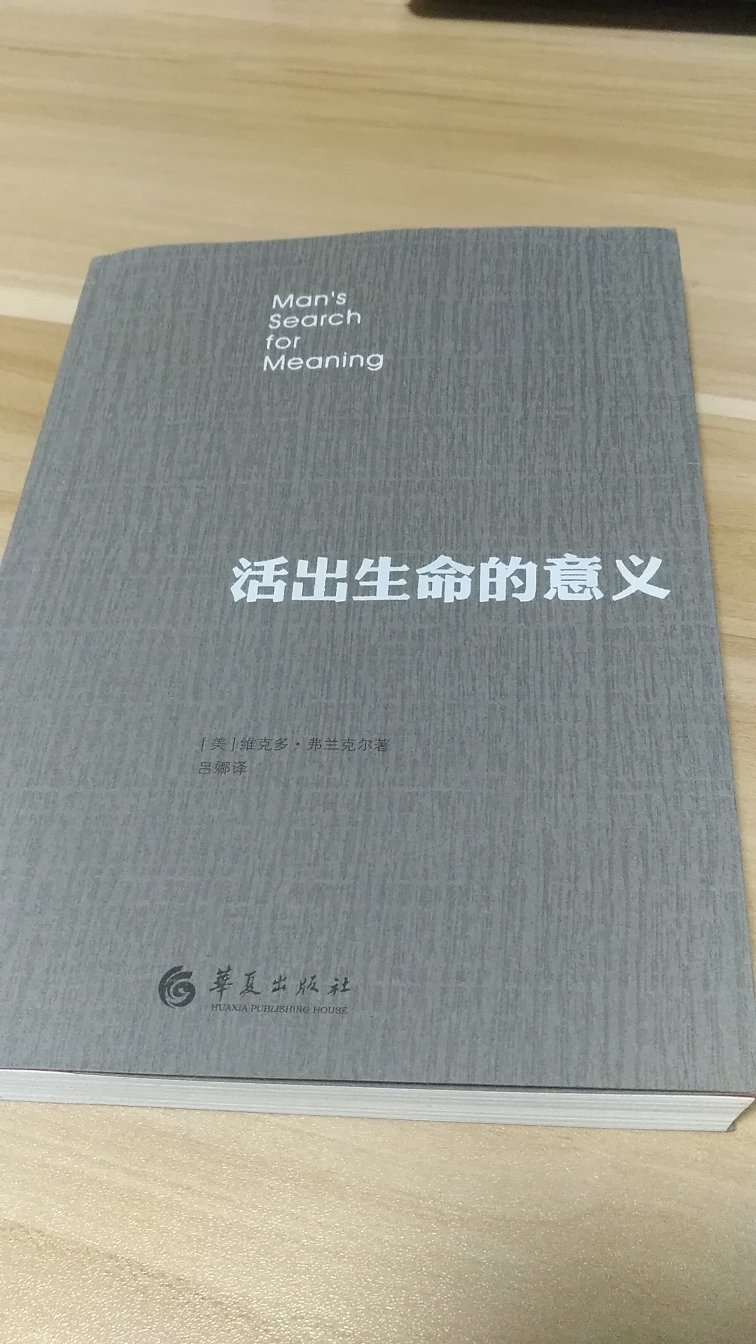 Man's
Search
for
Meaning
活出生命的意义
[美]维克多·弗兰克尔著
吕娜译
華夏出版社
HUAXIA PUBLISHING HOUSE